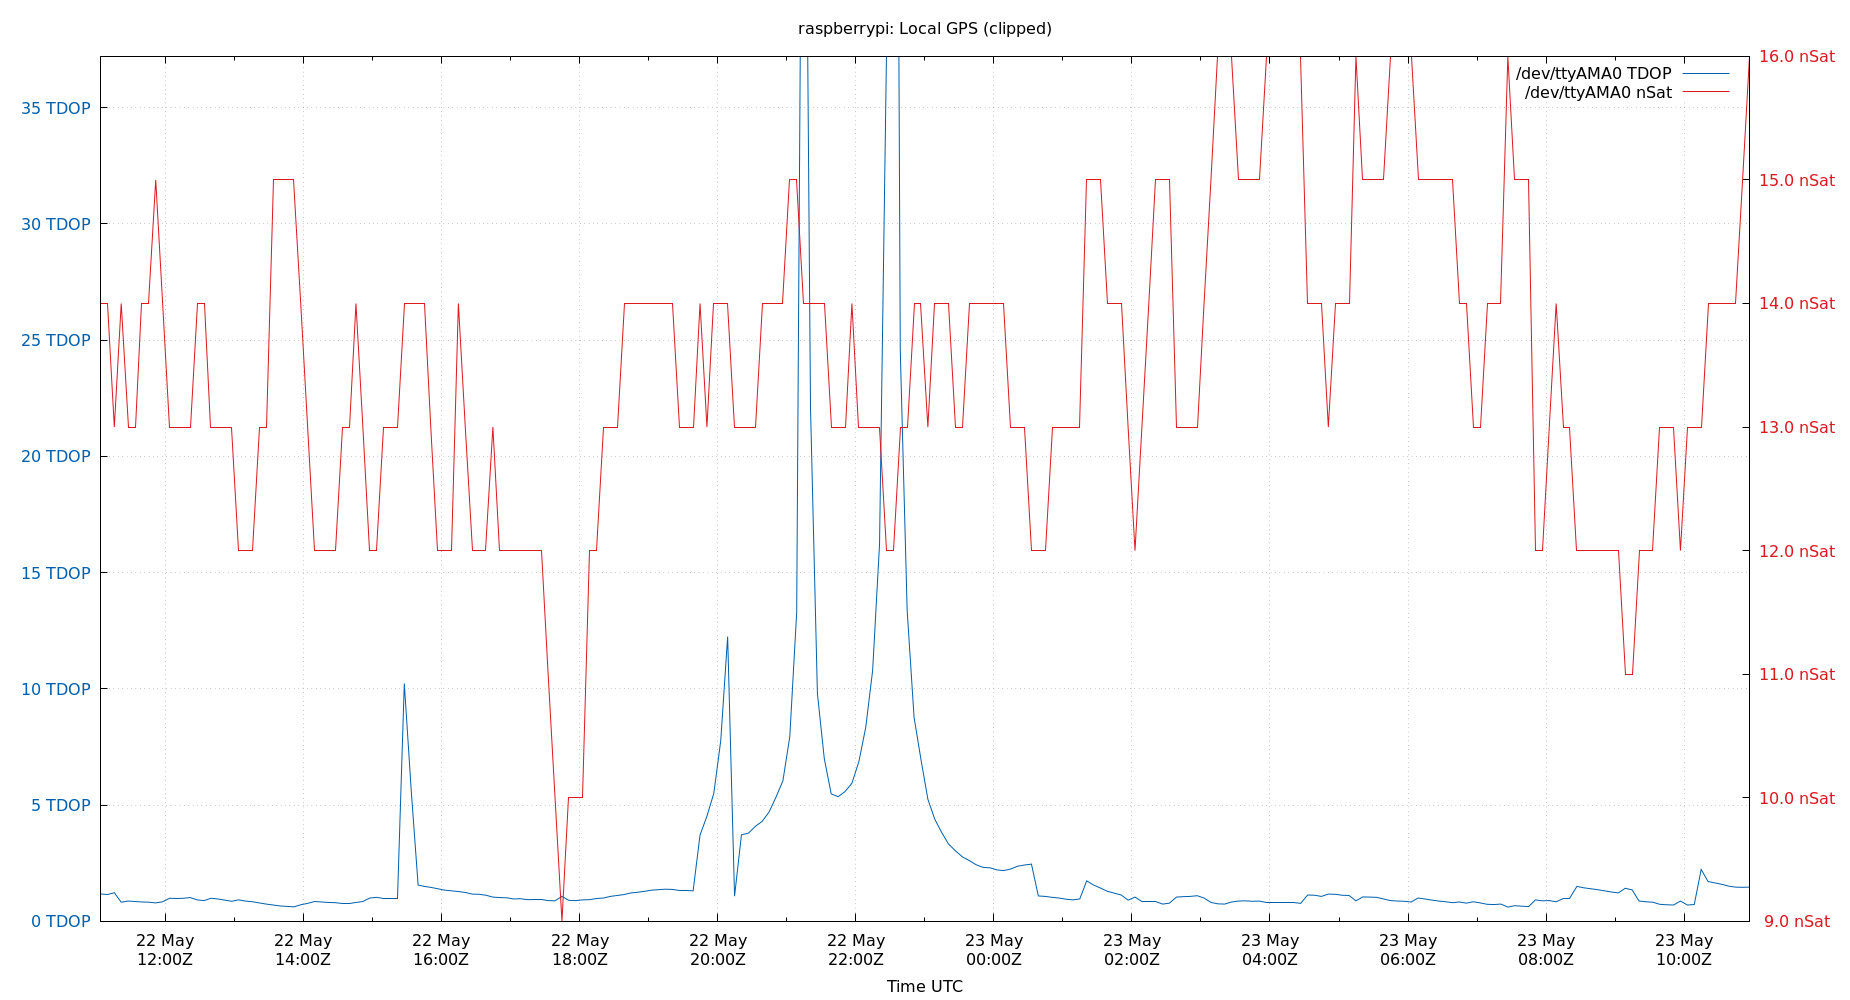 raspberrypi: Local GPS (clipped)
/dev/ttyAMA0 TDOP
/dev/ttyAMA0 nSat
35 TDOP
30 TDOP
25 TDOP
20 TDOP
15 TDOP
10 TDOP
5 TDOP
0 TDOP
16.0 nSat
15.0 nSat
14.0 nSat
13.0 nSat
12.0 nSat
11.0 nSat
10.0 nSat
9.0 nSat
22 May
12:00Z
22 May
14:00Z
22 May
16:00Z
22 May
18:00Z
22 May
20:00Z
22 May
22:00Z
23 May
00:00Z
23 May
02:00Z
23 May
04:00Z
23 May
06:00Z
23 May
08:00Z
23 May
10:00Z
Time UTC